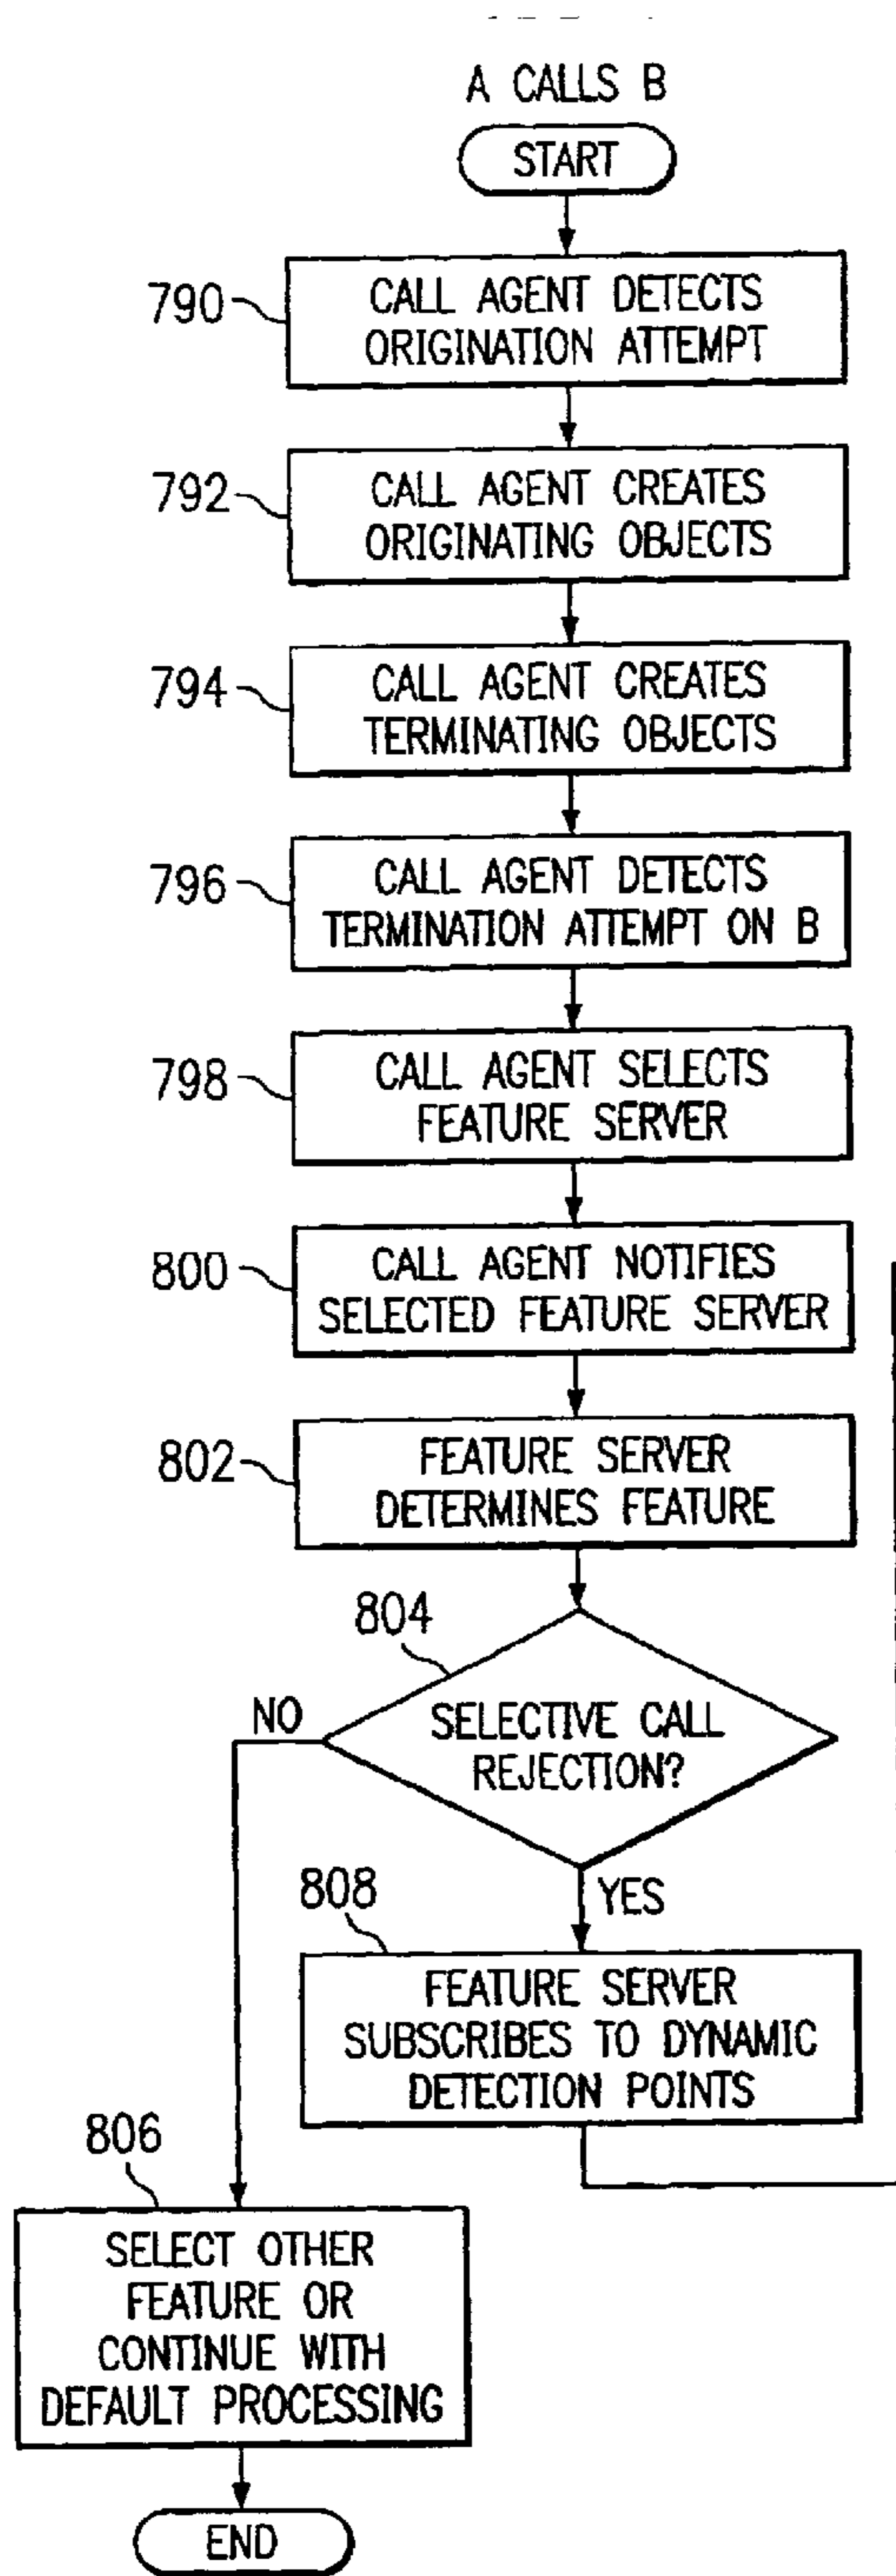 A CALLS B
START
790
CALL AGENT DETECTS
ORIGINATION ATTEMPT
792
CALL AGENT CREATES
ORIGINATING OBJECTS
794
CALL AGENT CREATES
TERMINATING OBJECTS
796
CALL AGENT DETECTS
TERMINATION ATTEMPT ON B
798
CALL AGENT SELECTS
FEATURE SERVER
800
CALL AGENT NOTIFIES
SELECTED FEATURE SERVER
802
FEATURE SERVER
DETERMINES FEATURE
804
NO
SELECTIVE CALL
REJECTION?
808
YES
FEATURE SERVER
SUBSCRIBES TO DYNAMIC
DETECTION POINTS
806
SELECT OTHER
FEATURE OR
CONTINUE WITH
DEFAULT PROCESSING
END